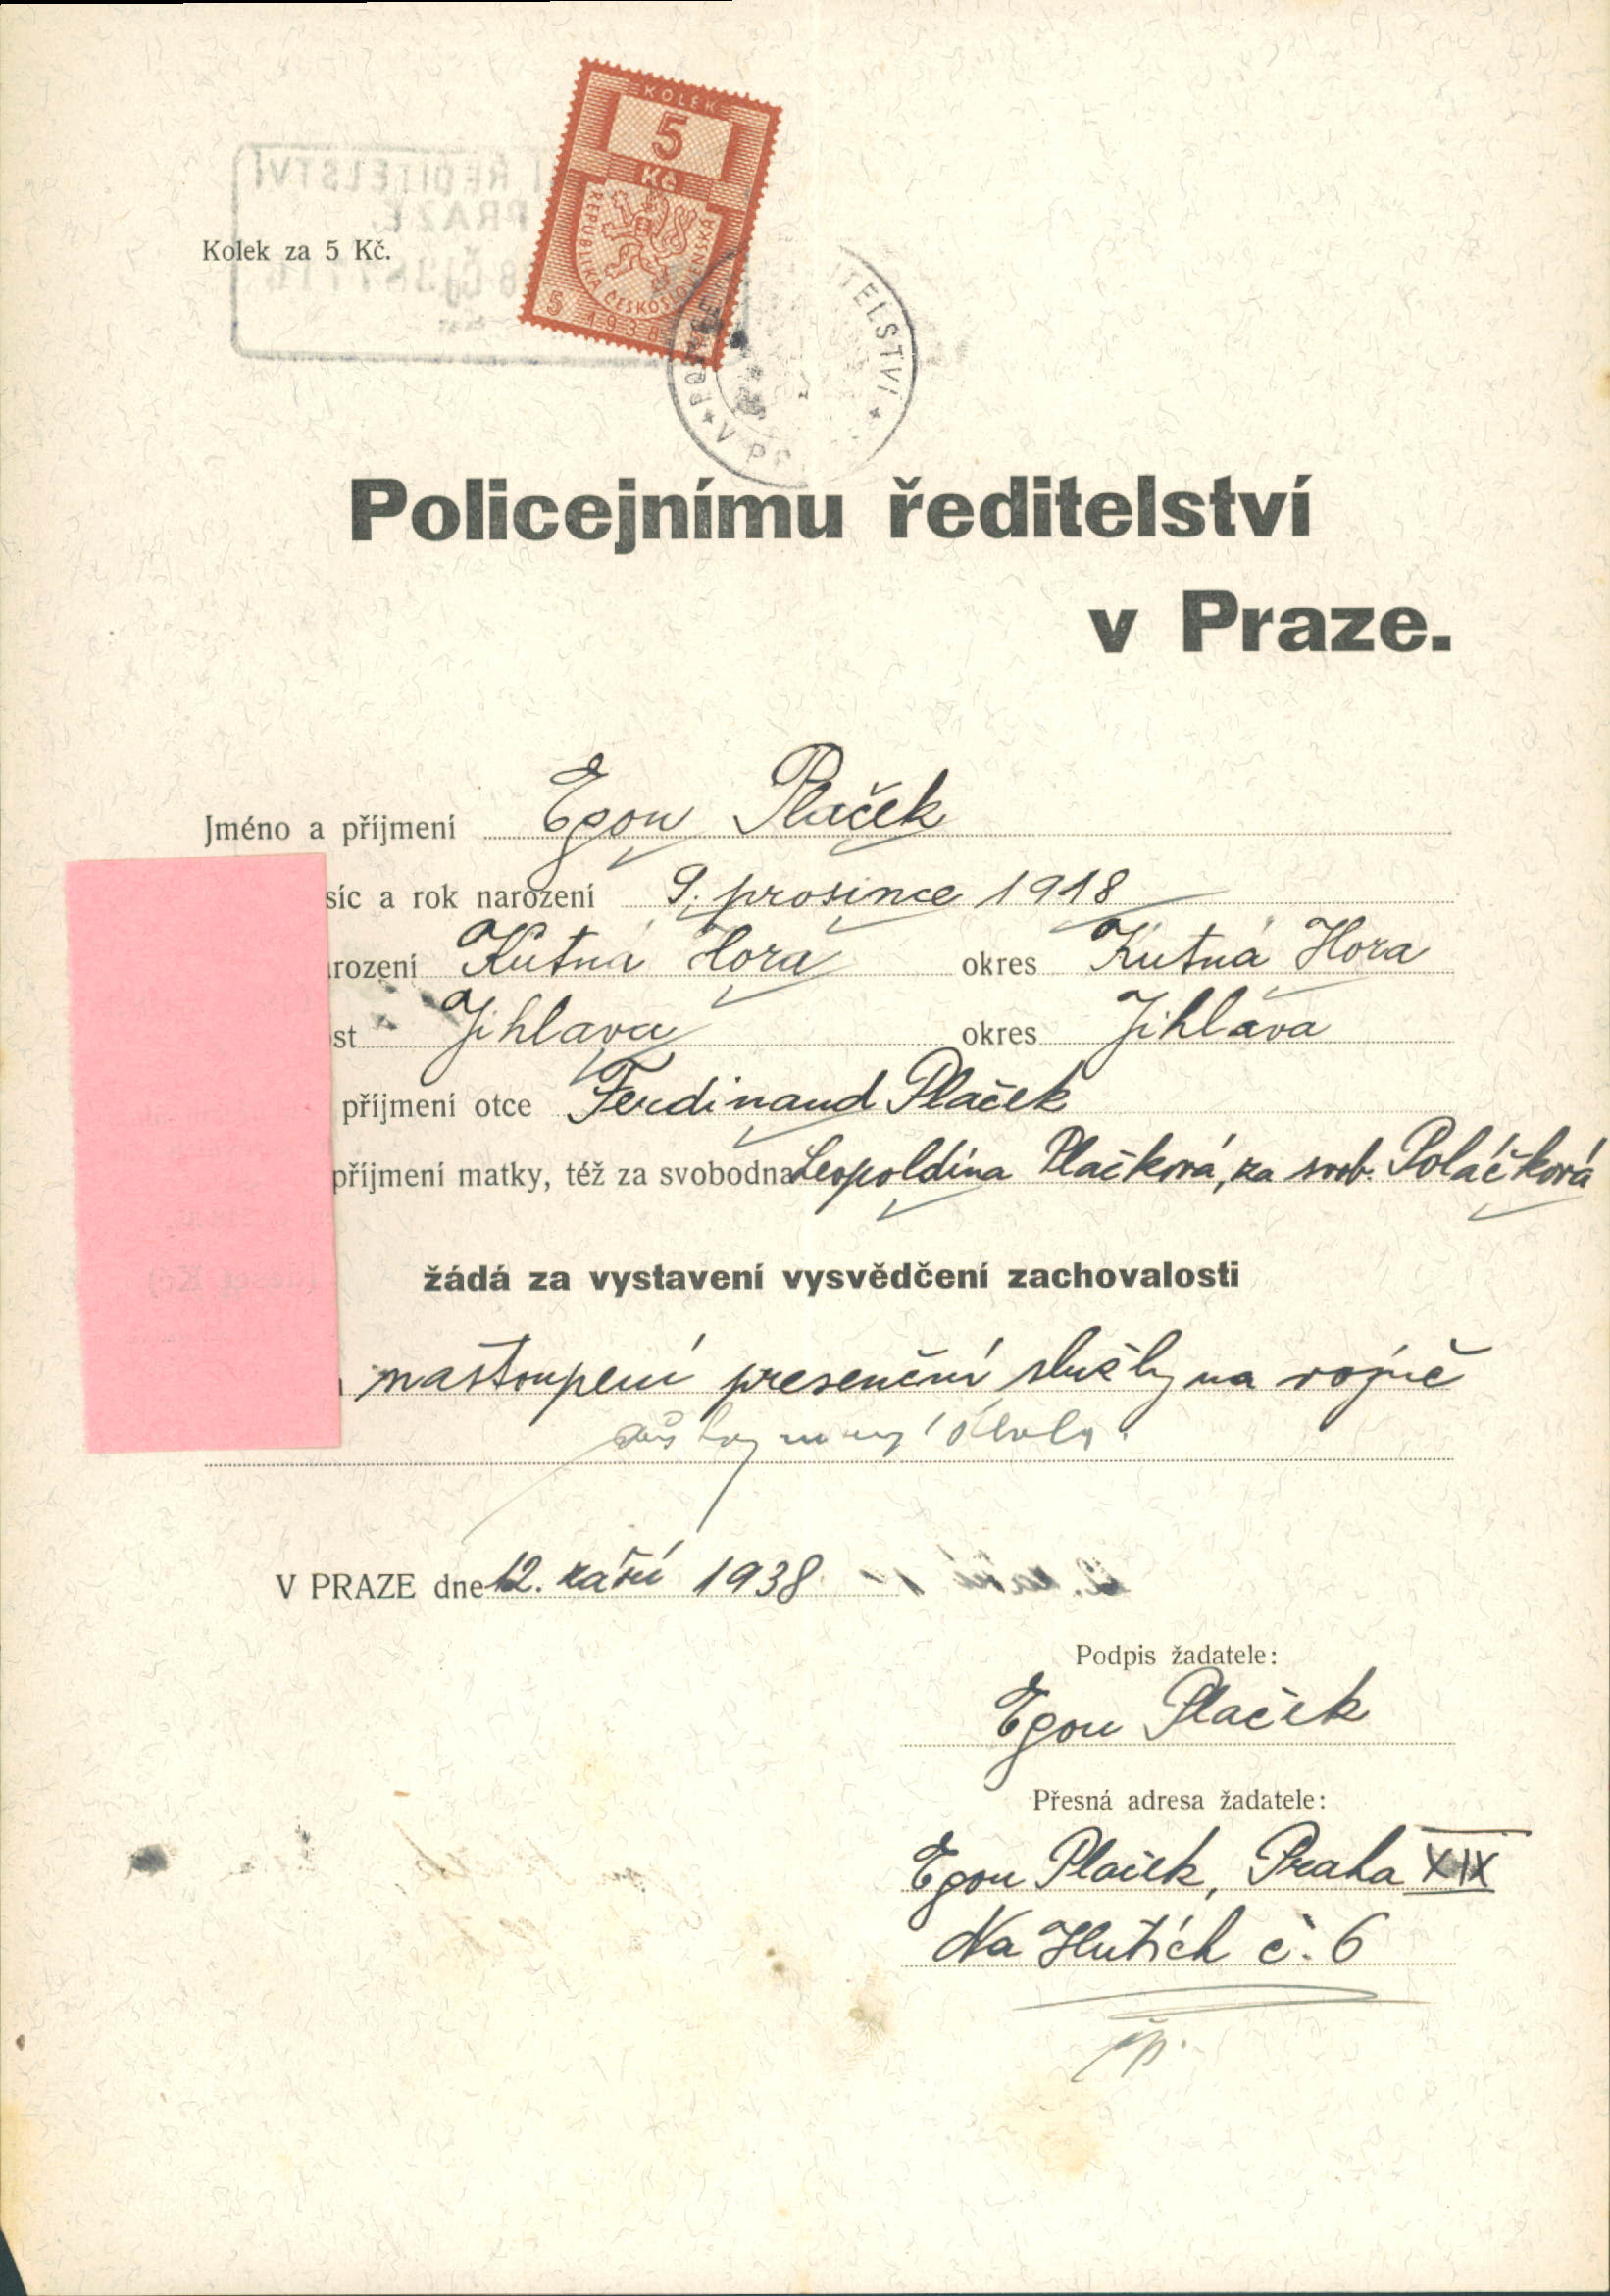 KOLEK
5
Kč
REPUBLIKA ČESKOSLOVENSKÁ
5 1938
Kolek za 5 Kč.
Policejnímu ředitelství
v Praze.
Jméno a příjmení Egon Plaček
síc a rok narození 9. prosince 1918
rození Kutná Hora okres Kutná Hora
st Jihlava okres Jihlava
příjmení otce Ferdinand Plaček
příjmení matky, též za svobodna Leopoldina Plačková, za svob. Poláčková
žádá za vystavení vysvědčení zachovalosti
nastoupení presenční služby na vojně
V PRAZE dne 12. září 1938
Podpis žadatele:
Egon Plaček
Přesná adresa žadatele:
Egon Plaček, Praha XIX
Na Hutích č. 6
čp.